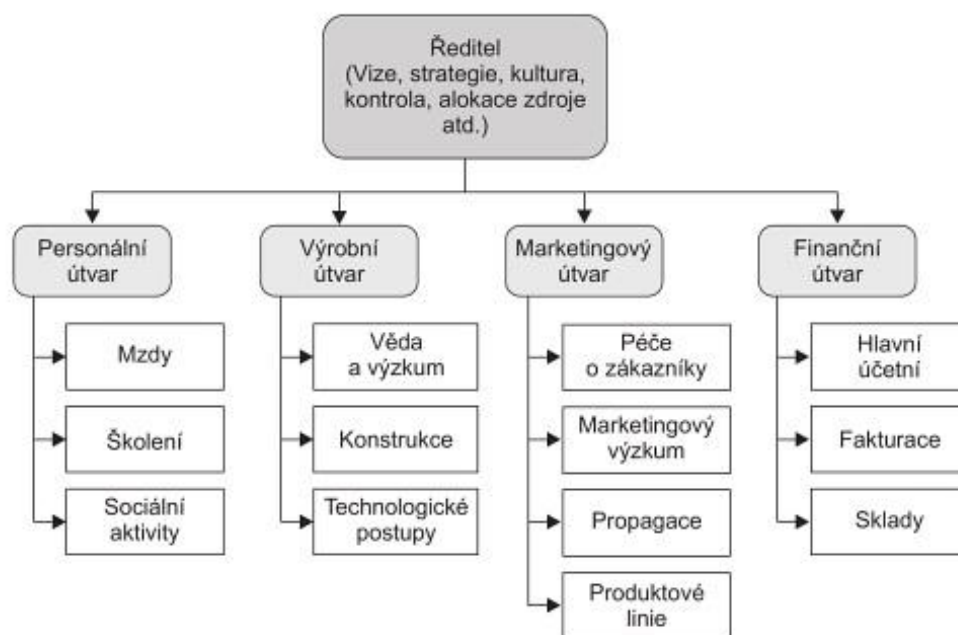 Ředitel
(Vize, strategie, kultura,
kontrola, alokace zdroje
atd.)
Personální
útvar
Mzdy
Školení
Sociální
aktivity
Výrobní
útvar
Věda
a výzkum
Konstrukce
Technologické
postupy
Marketingový
útvar
Péče
o zákazníky
Marketingový
výzkum
Propagace
Produktové
linie
Finanční
útvar
Hlavní
účetní
Fakturace
Sklady